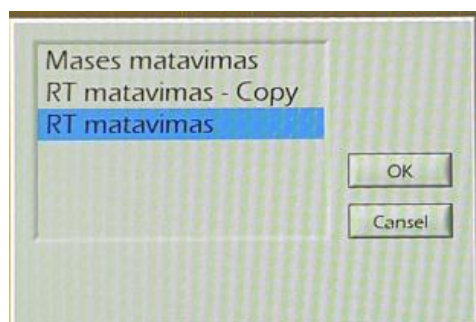 Mases matavimas
RT matavimas - Copy
RT matavimas
OK
Cansel